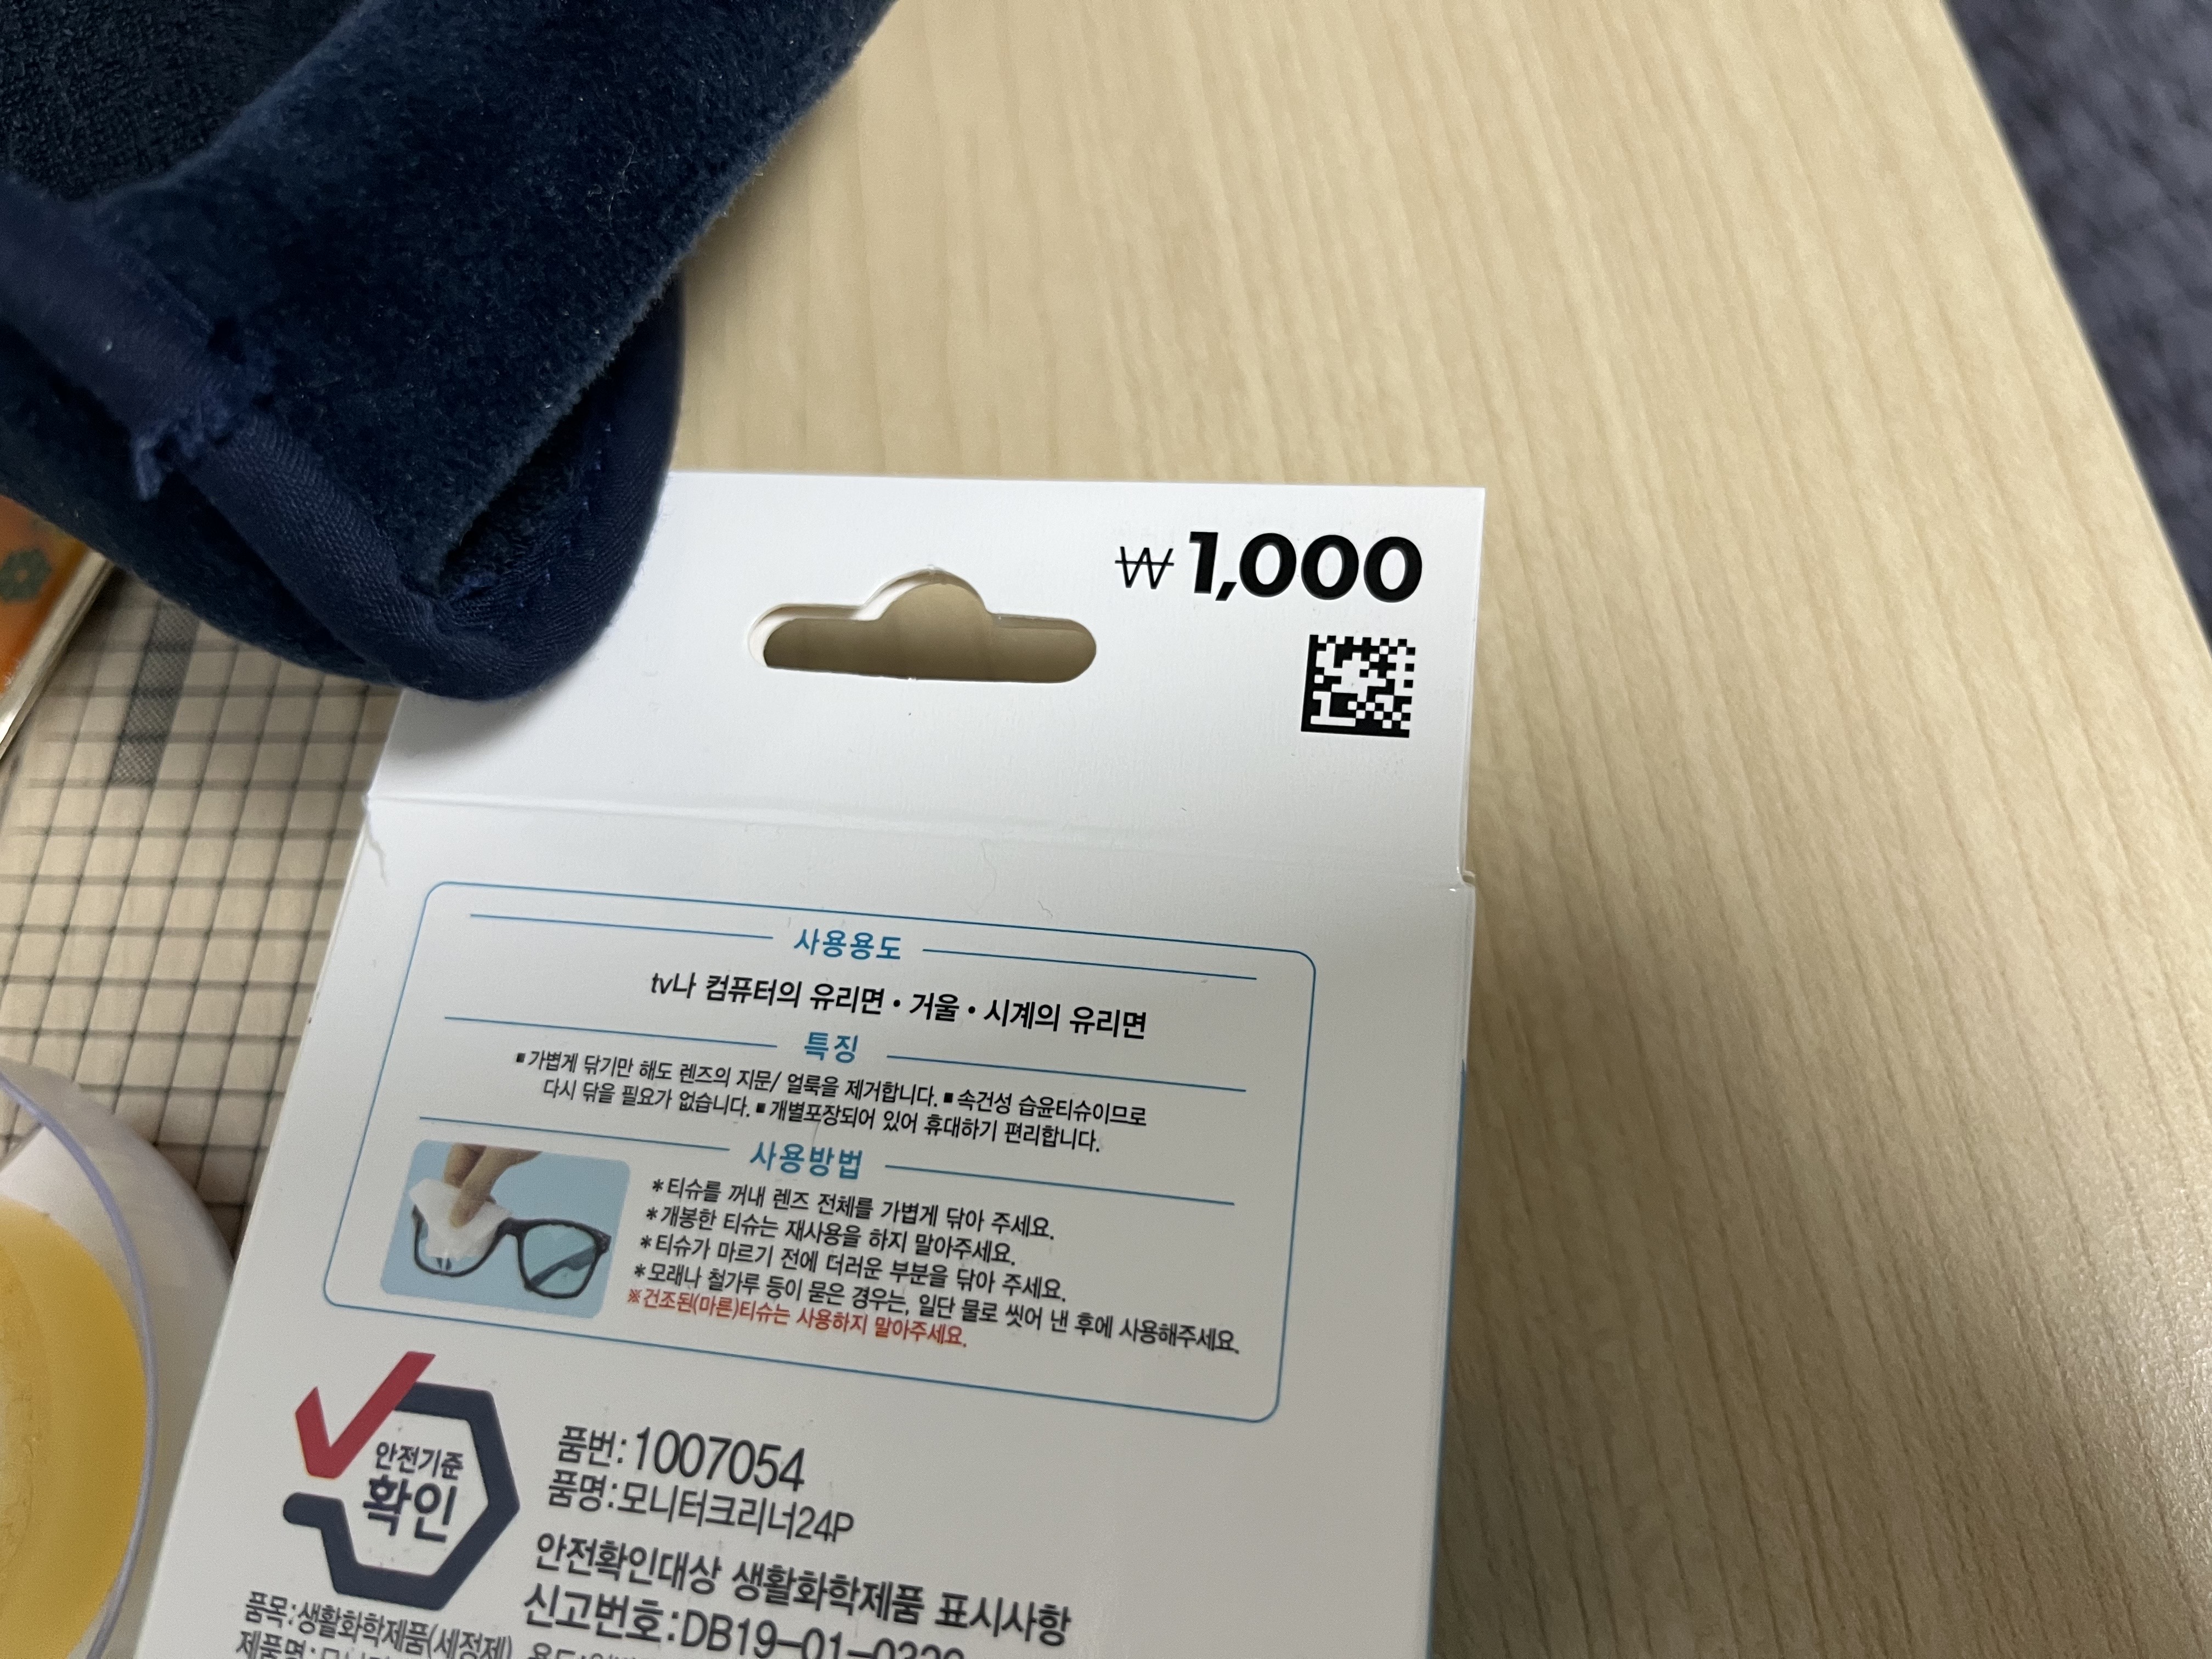 ₩1,000
사용용도
tv나 컴퓨터의 유리면 • 거울 • 시계의 유리면
특징
▪가볍게 닦기만 해도 렌즈의 지문/ 얼룩을 제거합니다. ▪속건성 습윤티슈이므로
다시 닦을 필요가 없습니다. ▪개별포장되어 있어 휴대하기 편리합니다.
사용방법
*티슈를 꺼내 렌즈 전체를 가볍게 닦아 주세요.
*개봉한 티슈는 재사용을 하지 말아주세요.
*티슈가 마르기 전에 더러운 부분을 닦아 주세요.
*모래나 철가루 등이 묻은 경우는, 일단 물로 씻어 낸 후에 사용해주세요.
※건조된(마른)티슈는 사용하지 말아주세요.
안전기준
확인
품번:1007054
품명:모니터크리너24P
안전확인대상 생활화학제품 표시사항
신고번호:DB19-01-0329
품목:생활화학제품(세정제)
제품명: